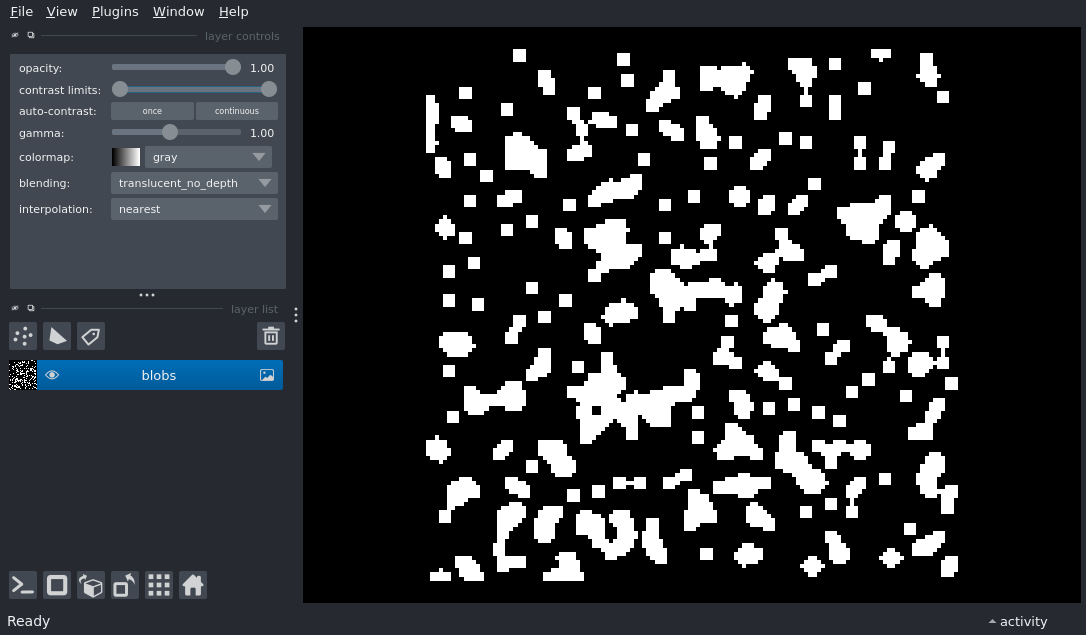 File View Plugins Window Help
layer controls
opacity: 1.00
contrast limits:
auto-contrast: once continuous
gamma: 1.00
colormap: gray
blending: translucent_no_depth
interpolation: nearest
layer list
blobs
Ready activity